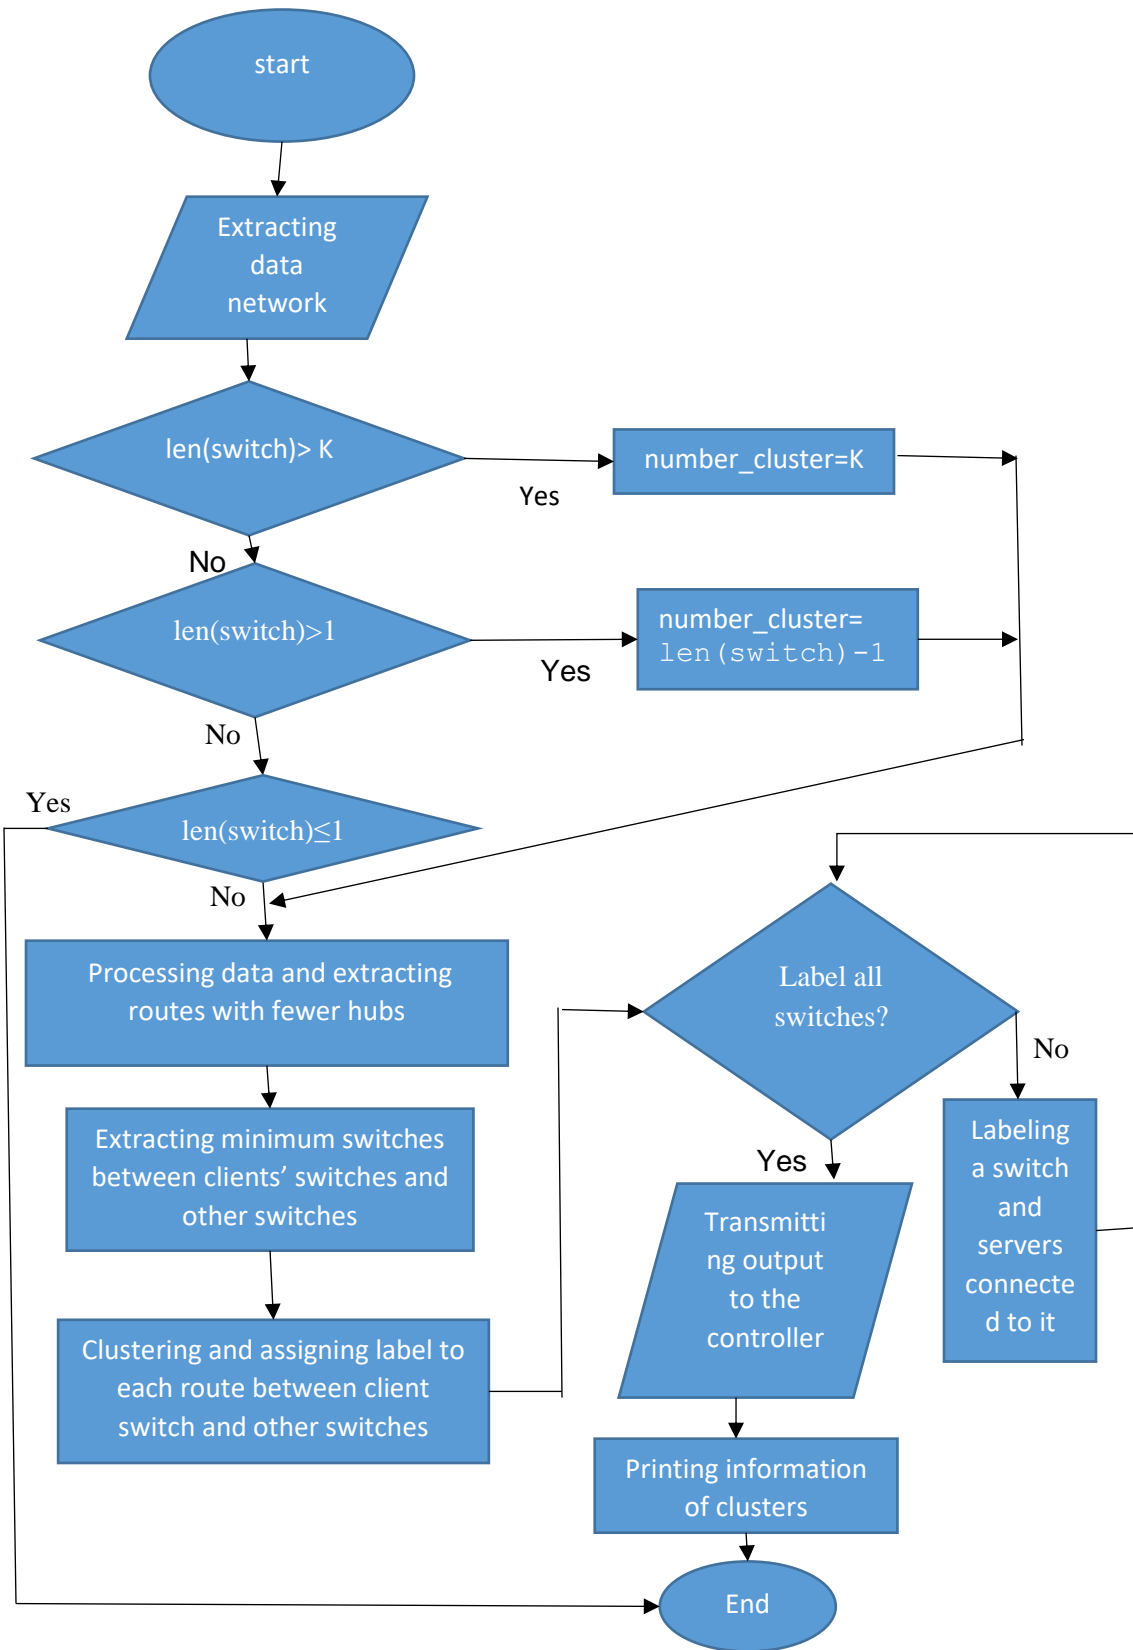 start
Extracting
data
network
len(switch)> K
Yes
number_cluster=K
No
len(switch)>1
Yes
number_cluster=
len(switch)-1
No
Yes
len(switch)≤1
No
Processing data and extracting
routes with fewer hubs
Extracting minimum switches
between clients’ switches and
other switches
Clustering and assigning label to
each route between client
switch and other switches
Label all
switches?
No
Labeling
a switch
and
servers
connecte
d to it
Yes
Transmitti
ng output
to the
controller
Printing information
of clusters
End